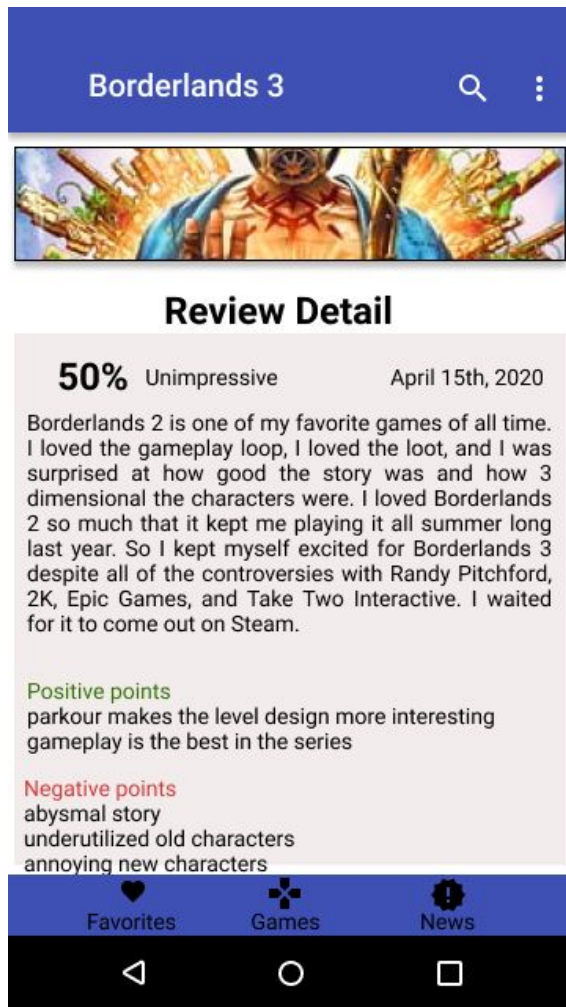 Borderlands 3
Review Detail
50% Unimpressive April 15th, 2020
Borderlands 2 is one of my favorite games of all time.
I loved the gameplay loop, I loved the loot, and I was
surprised at how good the story was and how 3
dimensional the characters were. I loved Borderlands
2 so much that it kept me playing it all summer long
last year. So I kept myself excited for Borderlands 3
despite all of the controversies with Randy Pitchford,
2K, Epic Games, and Take Two Interactive. I waited
for it to come out on Steam.
Positive points
parkour makes the level design more interesting
gameplay is the best in the series
Negative points
abysmal story
underutilized old characters
annoying new characters
Favorites Games News